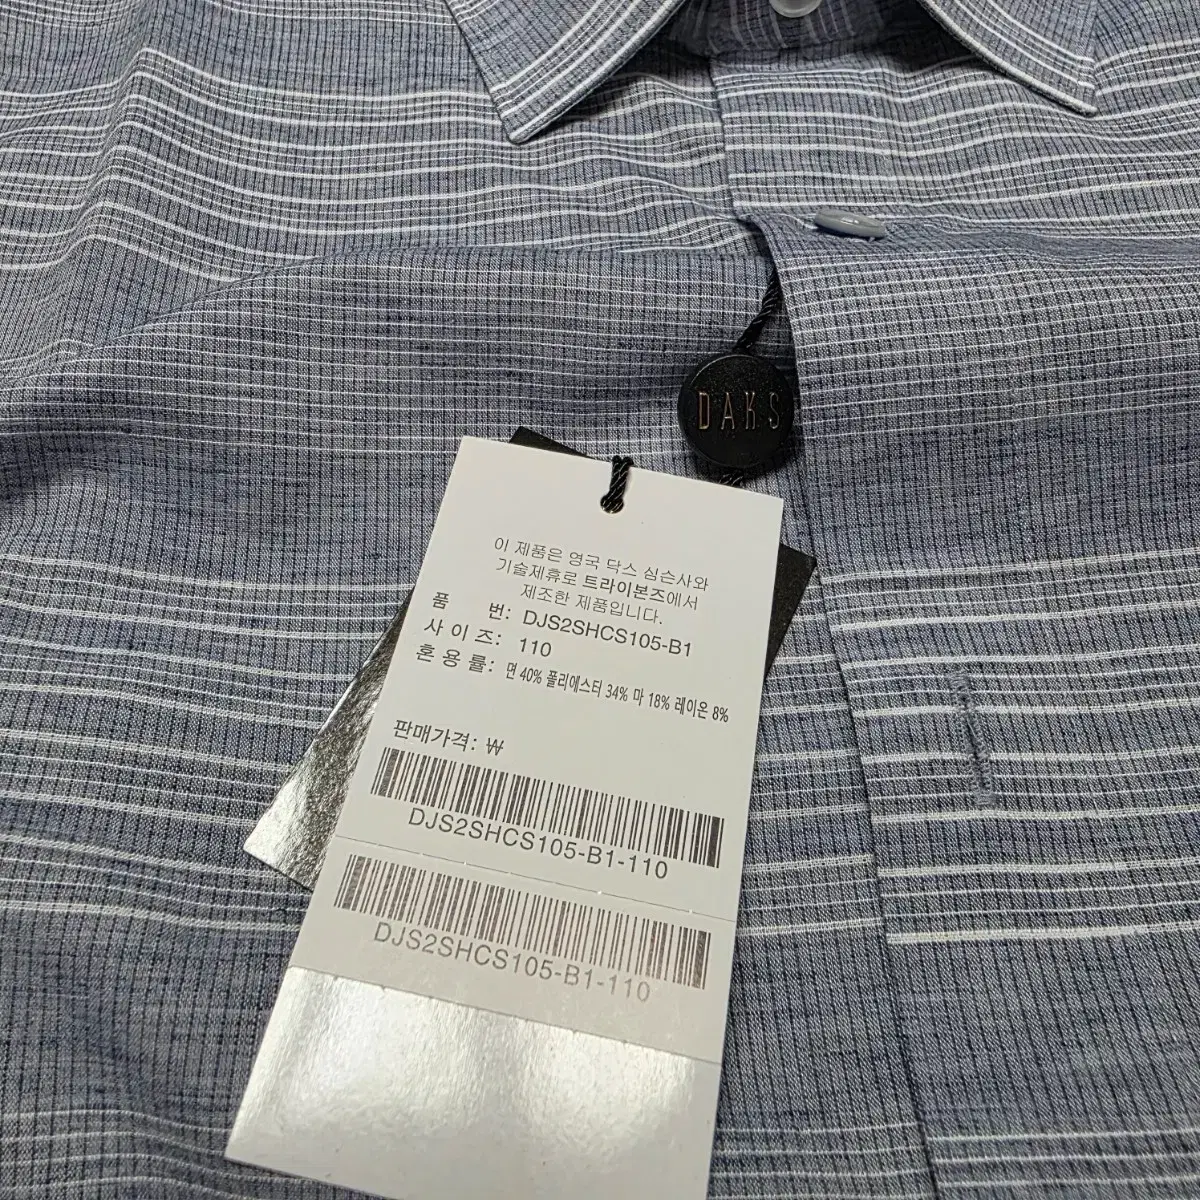 DAKS
이 제품은 영국 닥스 심슨사와
기술제휴로 트라이본즈에서
제조한 제품입니다.
품 번: DJS2SHCS105-B1
사 이 즈: 110
혼 용 률: 면 40% 폴리에스터 34% 마 18% 레이온 8%
판매가격: ₩
DJS2SHCS105-B1-110
DJS2SHCS105-B1-110